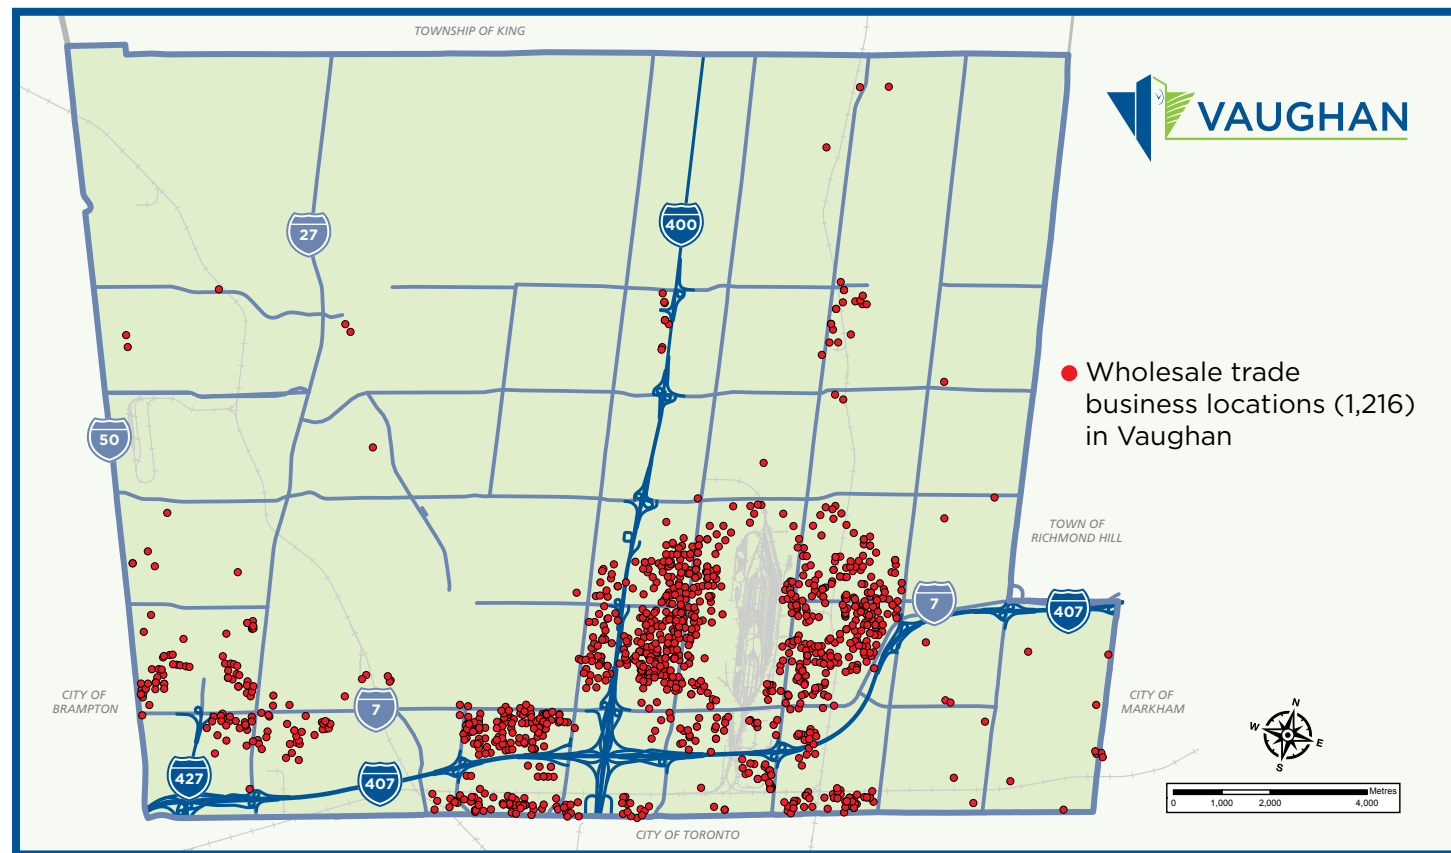 TOWNSHIP OF KING
VAUGHAN
400
27
Wholesale trade
business locations (1,216)
in Vaughan
50
TOWN OF
RICHMOND HILL
7
407
CITY OF
BRAMPTON
7
CITY OF
MARKHAM
N
W
E
S
427
407
Metres
0 1,000 2,000 4,000
CITY OF TORONTO